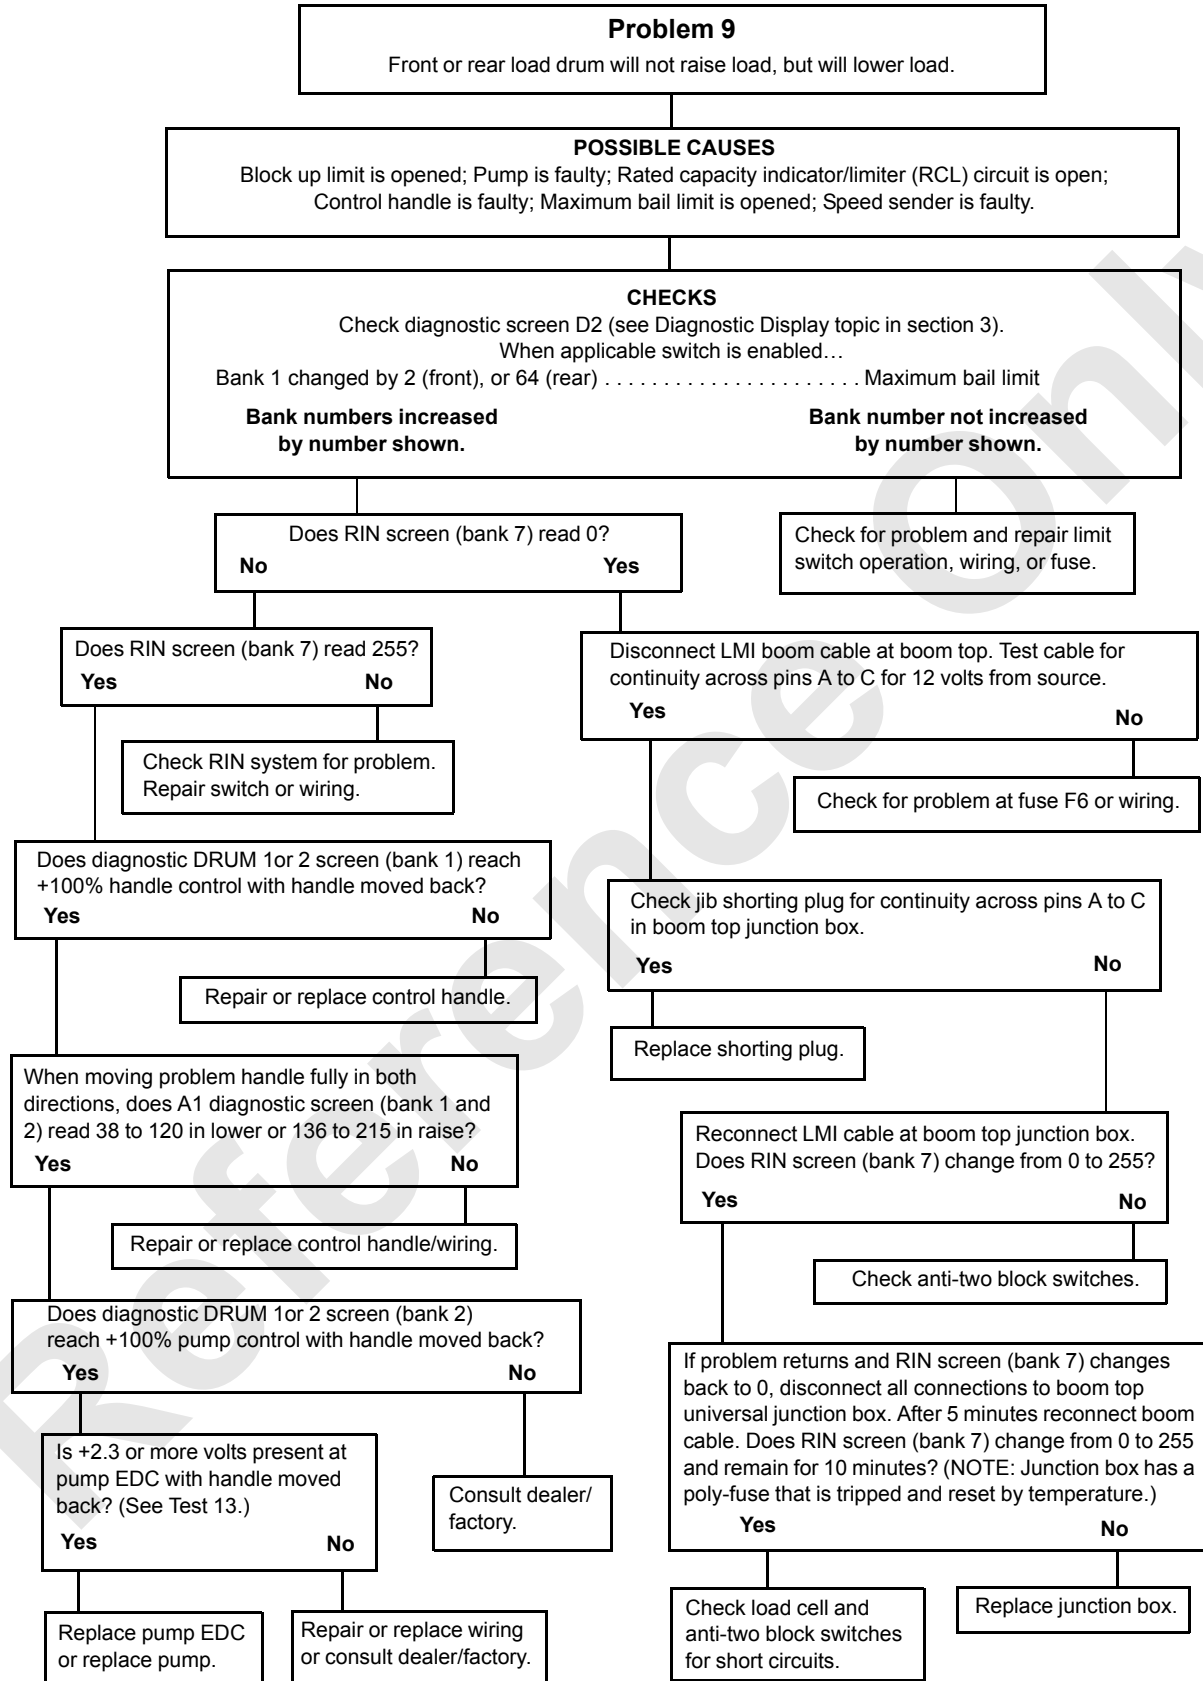 Problem 9
Front or rear load drum will not raise load, but will lower load.
POSSIBLE CAUSES
Block up limit is opened; Pump is faulty; Rated capacity indicator/limiter (RCL) circuit is open;
Control handle is faulty; Maximum bail limit is opened; Speed sender is faulty.
CHECKS
Check diagnostic screen D2 (see Diagnostic Display topic in section 3).
When applicable switch is enabled…
Bank 1 changed by 2 (front), or 64 (rear) . . . . . . . . . . . . . . . . . . . . . . Maximum bail limit
Bank numbers increased
by number shown.
Bank number not increased
by number shown.
Does RIN screen (bank 7) read 0?
No Yes
Check for problem and repair limit
switch operation, wiring, or fuse.
Does RIN screen (bank 7) read 255?
Yes No
Disconnect LMI boom cable at boom top. Test cable for
continuity across pins A to C for 12 volts from source.
Yes No
Check RIN system for problem.
Repair switch or wiring.
Check for problem at fuse F6 or wiring.
Does diagnostic DRUM 1or 2 screen (bank 1) reach
+100% handle control with handle moved back?
Yes No
Check jib shorting plug for continuity across pins A to C
in boom top junction box.
Yes No
Repair or replace control handle.
Replace shorting plug.
When moving problem handle fully in both
directions, does A1 diagnostic screen (bank 1 and
2) read 38 to 120 in lower or 136 to 215 in raise?
Yes No
Reconnect LMI cable at boom top junction box.
Does RIN screen (bank 7) change from 0 to 255?
Yes No
Repair or replace control handle/wiring.
Check anti-two block switches.
Does diagnostic DRUM 1or 2 screen (bank 2)
reach +100% pump control with handle moved back?
Yes No
If problem returns and RIN screen (bank 7) changes
back to 0, disconnect all connections to boom top
universal junction box. After 5 minutes reconnect boom
cable. Does RIN screen (bank 7) change from 0 to 255
and remain for 10 minutes? (NOTE: Junction box has a
poly-fuse that is tripped and reset by temperature.)
Yes No
Is +2.3 or more volts present at
pump EDC with handle moved
back? (See Test 13.)
Yes No
Consult dealer/
factory.
Replace pump EDC
or replace pump.
Repair or replace wiring
or consult dealer/factory.
Check load cell and
anti-two block switches
for short circuits.
Replace junction box.
Reference Only